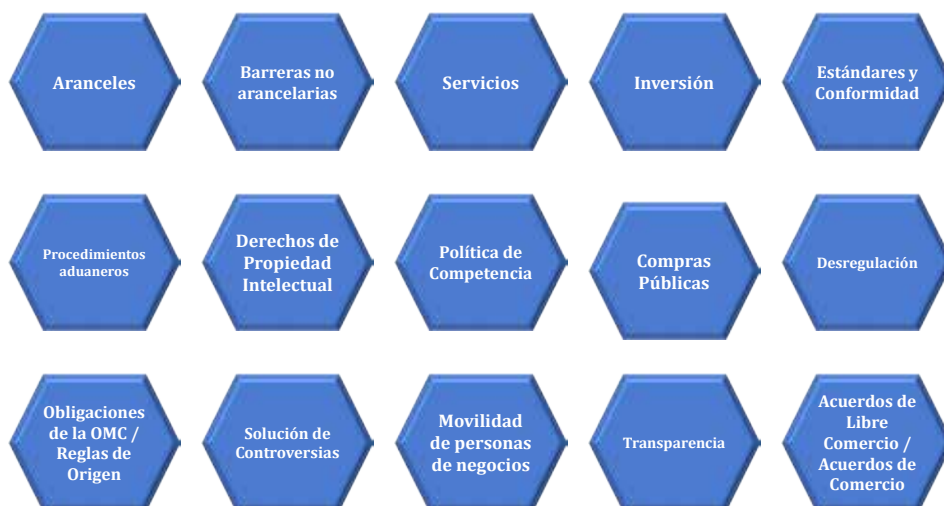 Aranceles
Barreras no
arancelarias
Servicios
Inversión
Estándares y
Conformidad
Procedimientos
aduaneros
Derechos de
Propiedad
Intelectual
Política de
Competencia
Compras
Públicas
Desregulación
Obligaciones
de la OMC /
Reglas de
Origen
Solución de
Controversias
Movilidad
de personas
de negocios
Transparencia
Acuerdos de
Libre
Comercio /
Acuerdos de
Comercio